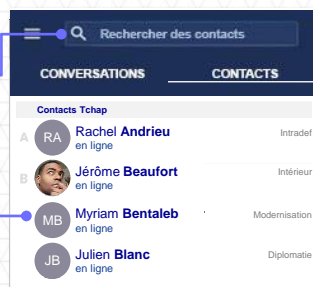 Rechercher des contacts
CONVERSATIONS CONTACTS
Contacts Tchap
A RA Rachel Andrieu Intradef
en ligne
B Jérôme Beaufort Intérieur
en ligne
MB Myriam Bentaleb Modernisation
en ligne
JB Julien Blanc Diplomatie
en ligne